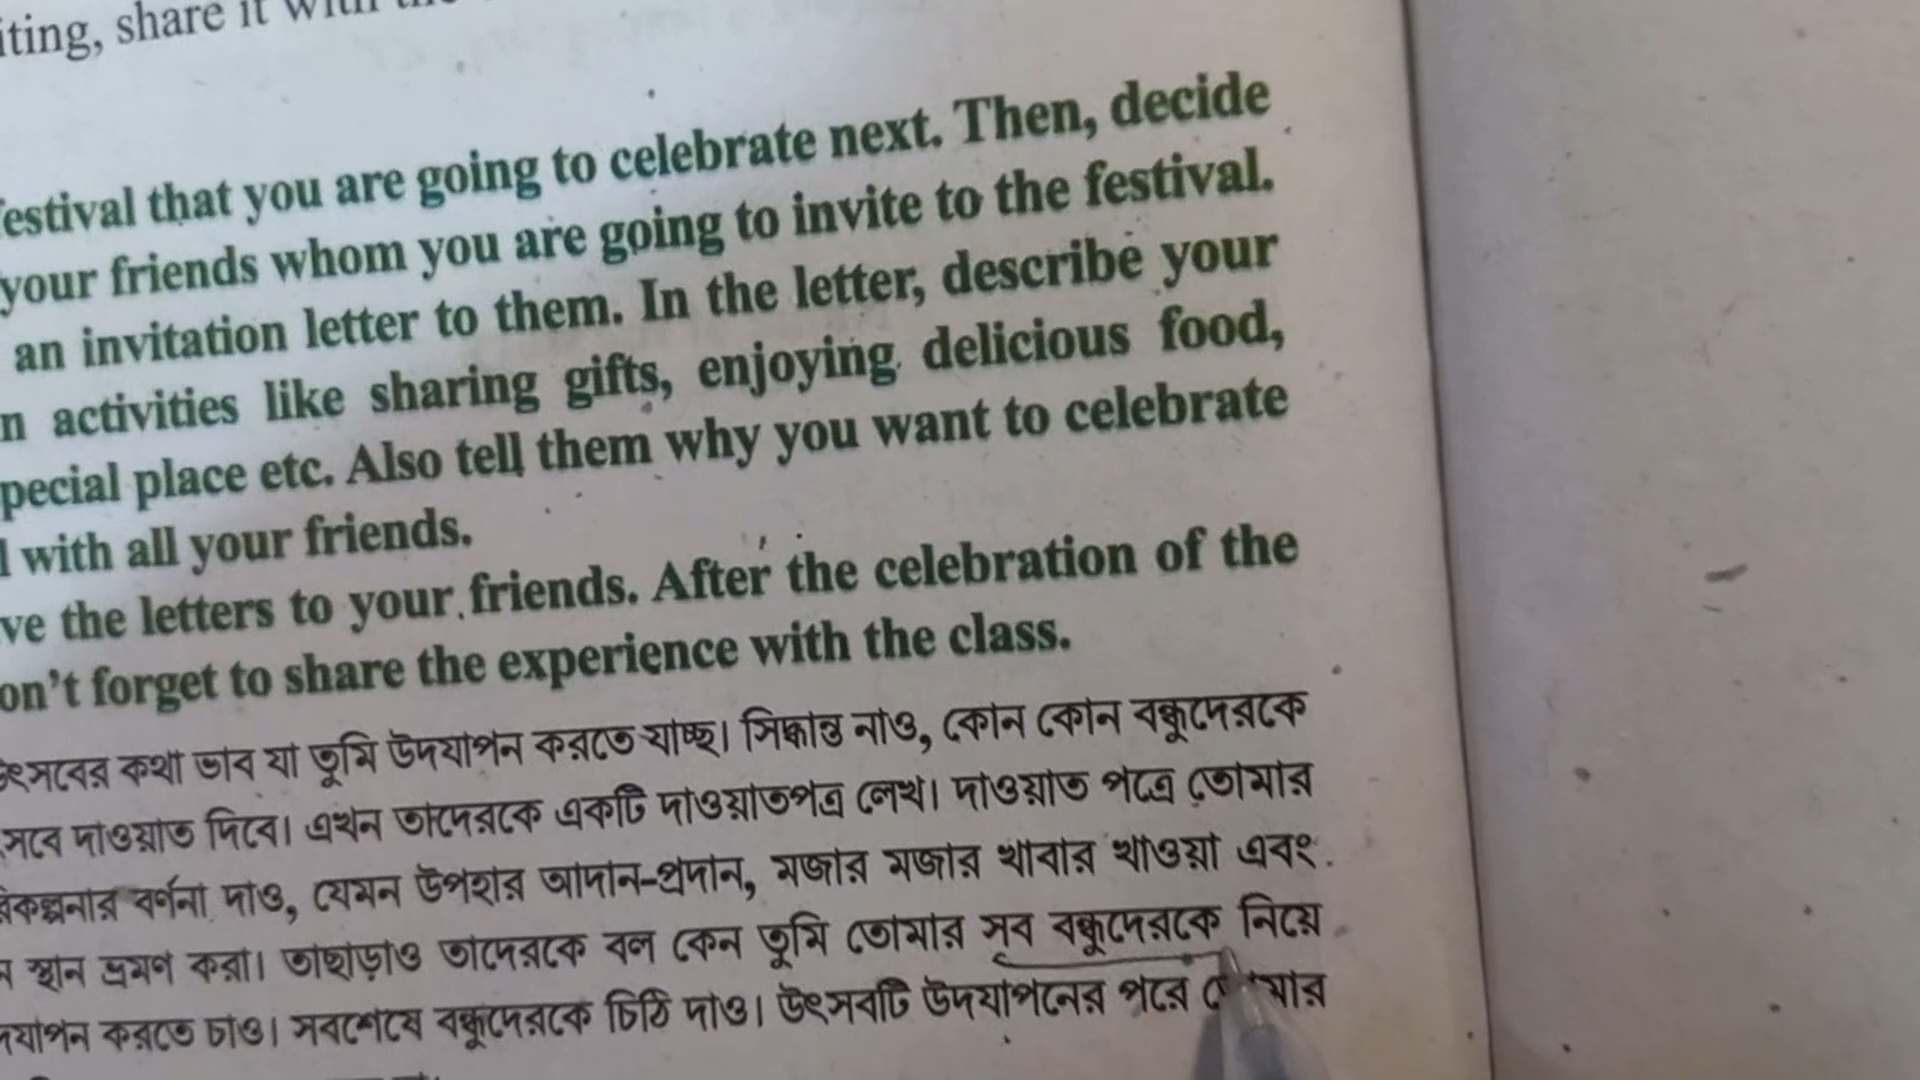 iting, share it with the
festival that you are going to celebrate next. Then, decide
your friends whom you are going to invite to the festival.
an invitation letter to them. In the letter, describe your
n activities like sharing gifts, enjoying delicious food,
pecial place etc. Also tell them why you want to celebrate
l with all your friends.
ve the letters to your friends. After the celebration of the
on't forget to share the experience with the class.
ৎসবের কথা ভাব যা তুমি উদযাপন করতে যাচ্ছ। সিদ্ধান্ত নাও, কোন কোন বন্ধুদেরকে
সবে দাওয়াত দিবে। এখন তাদেরকে একটি দাওয়াতপত্র লেখ। দাওয়াত পত্রে তোমার
রিকল্পনার বর্ণনা দাও, যেমন উপহার আদান-প্রদান, মজার মজার খাবার খাওয়া এবং
ন স্থান ভ্রমণ করা। তাছাড়াও তাদেরকে বল কেন তুমি তোমার সব বন্ধুদেরকে নিয়ে
দযাপন করতে চাও। সবশেষে বন্ধুদেরকে চিঠি দাও। উৎসবটি উদযাপনের পরে